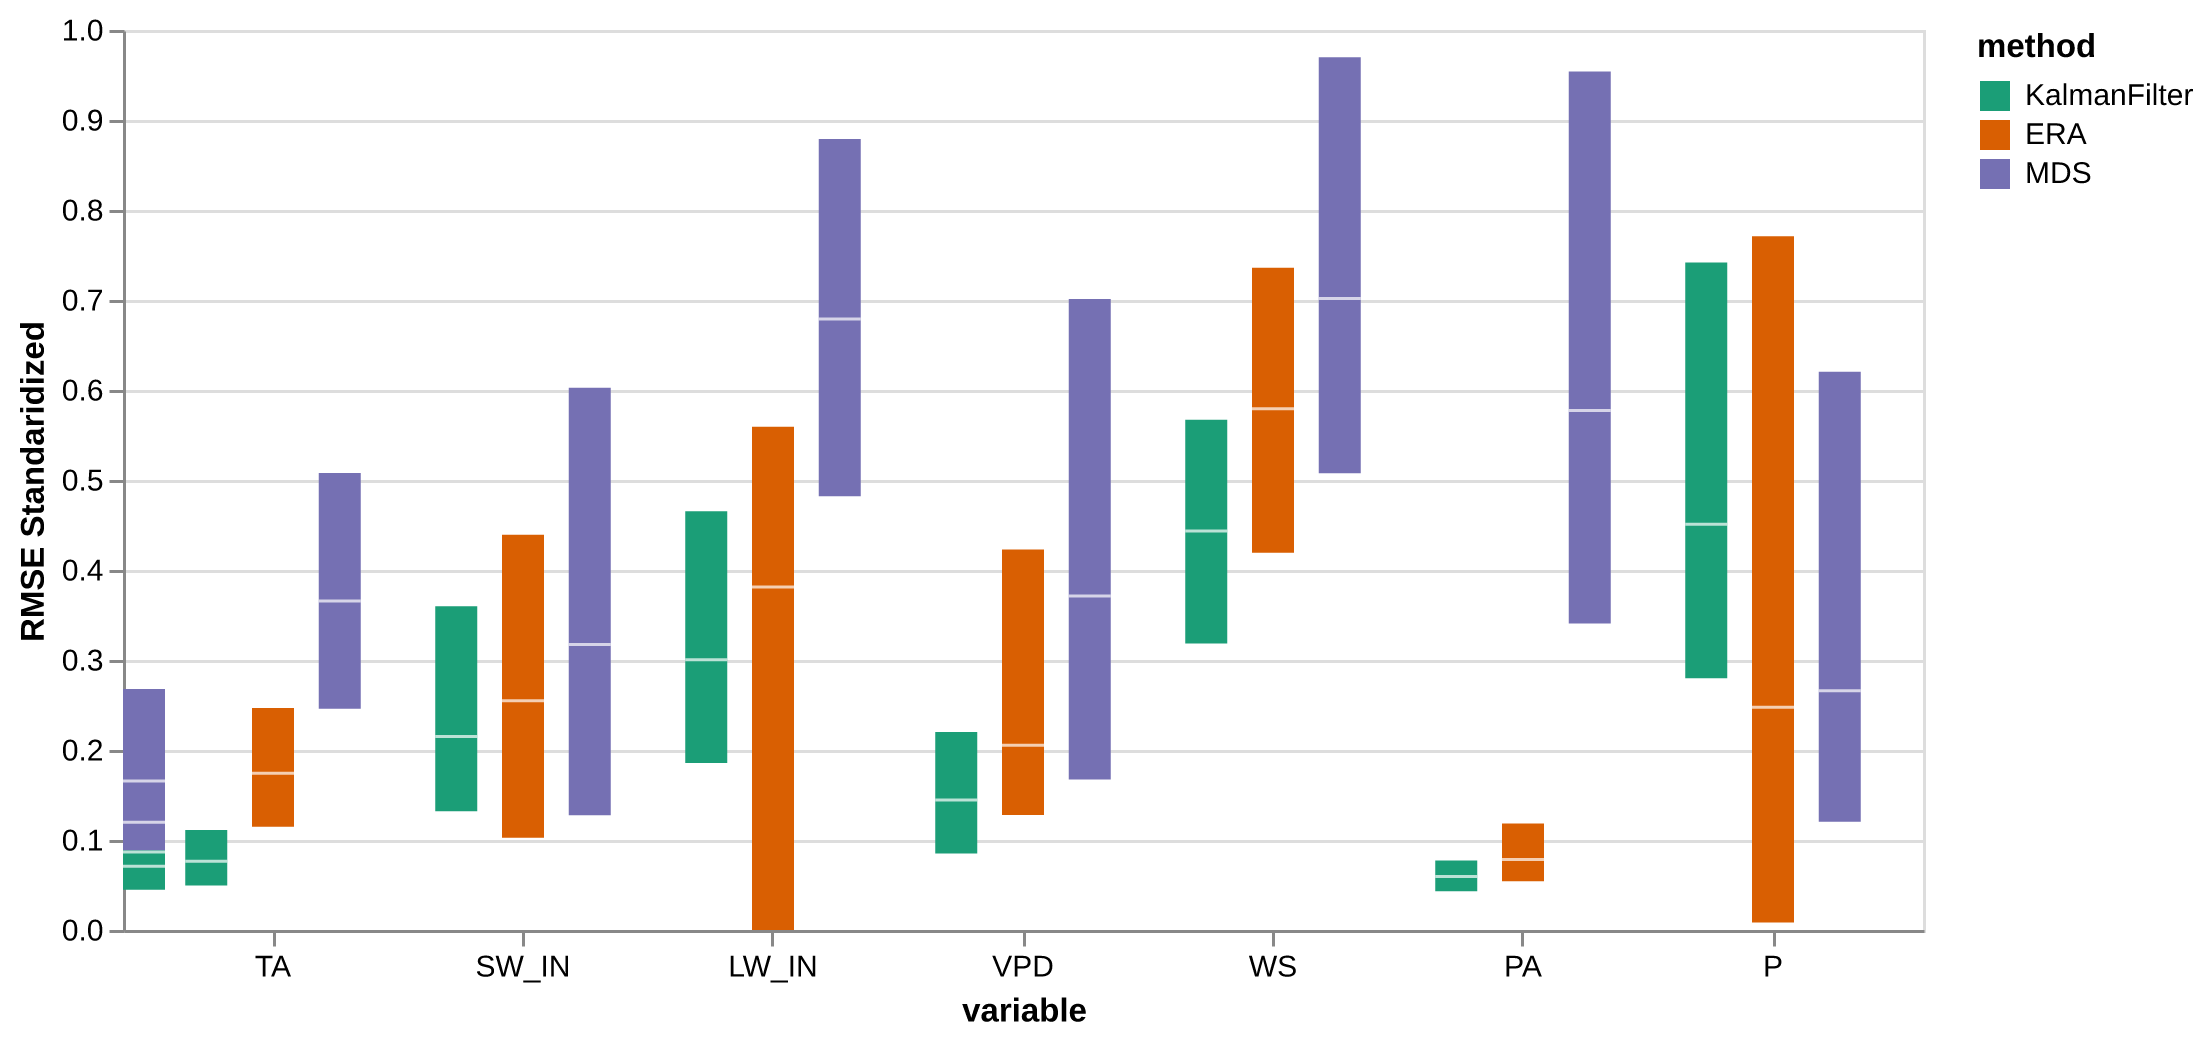 method
KalmanFilter
ERA
MDS
RMSE Standaridized
1.0
0.9
0.8
0.7
0.6
0.5
0.4
0.3
0.2
0.1
0.0
TA SW_IN LW_IN VPD WS PA P
variable